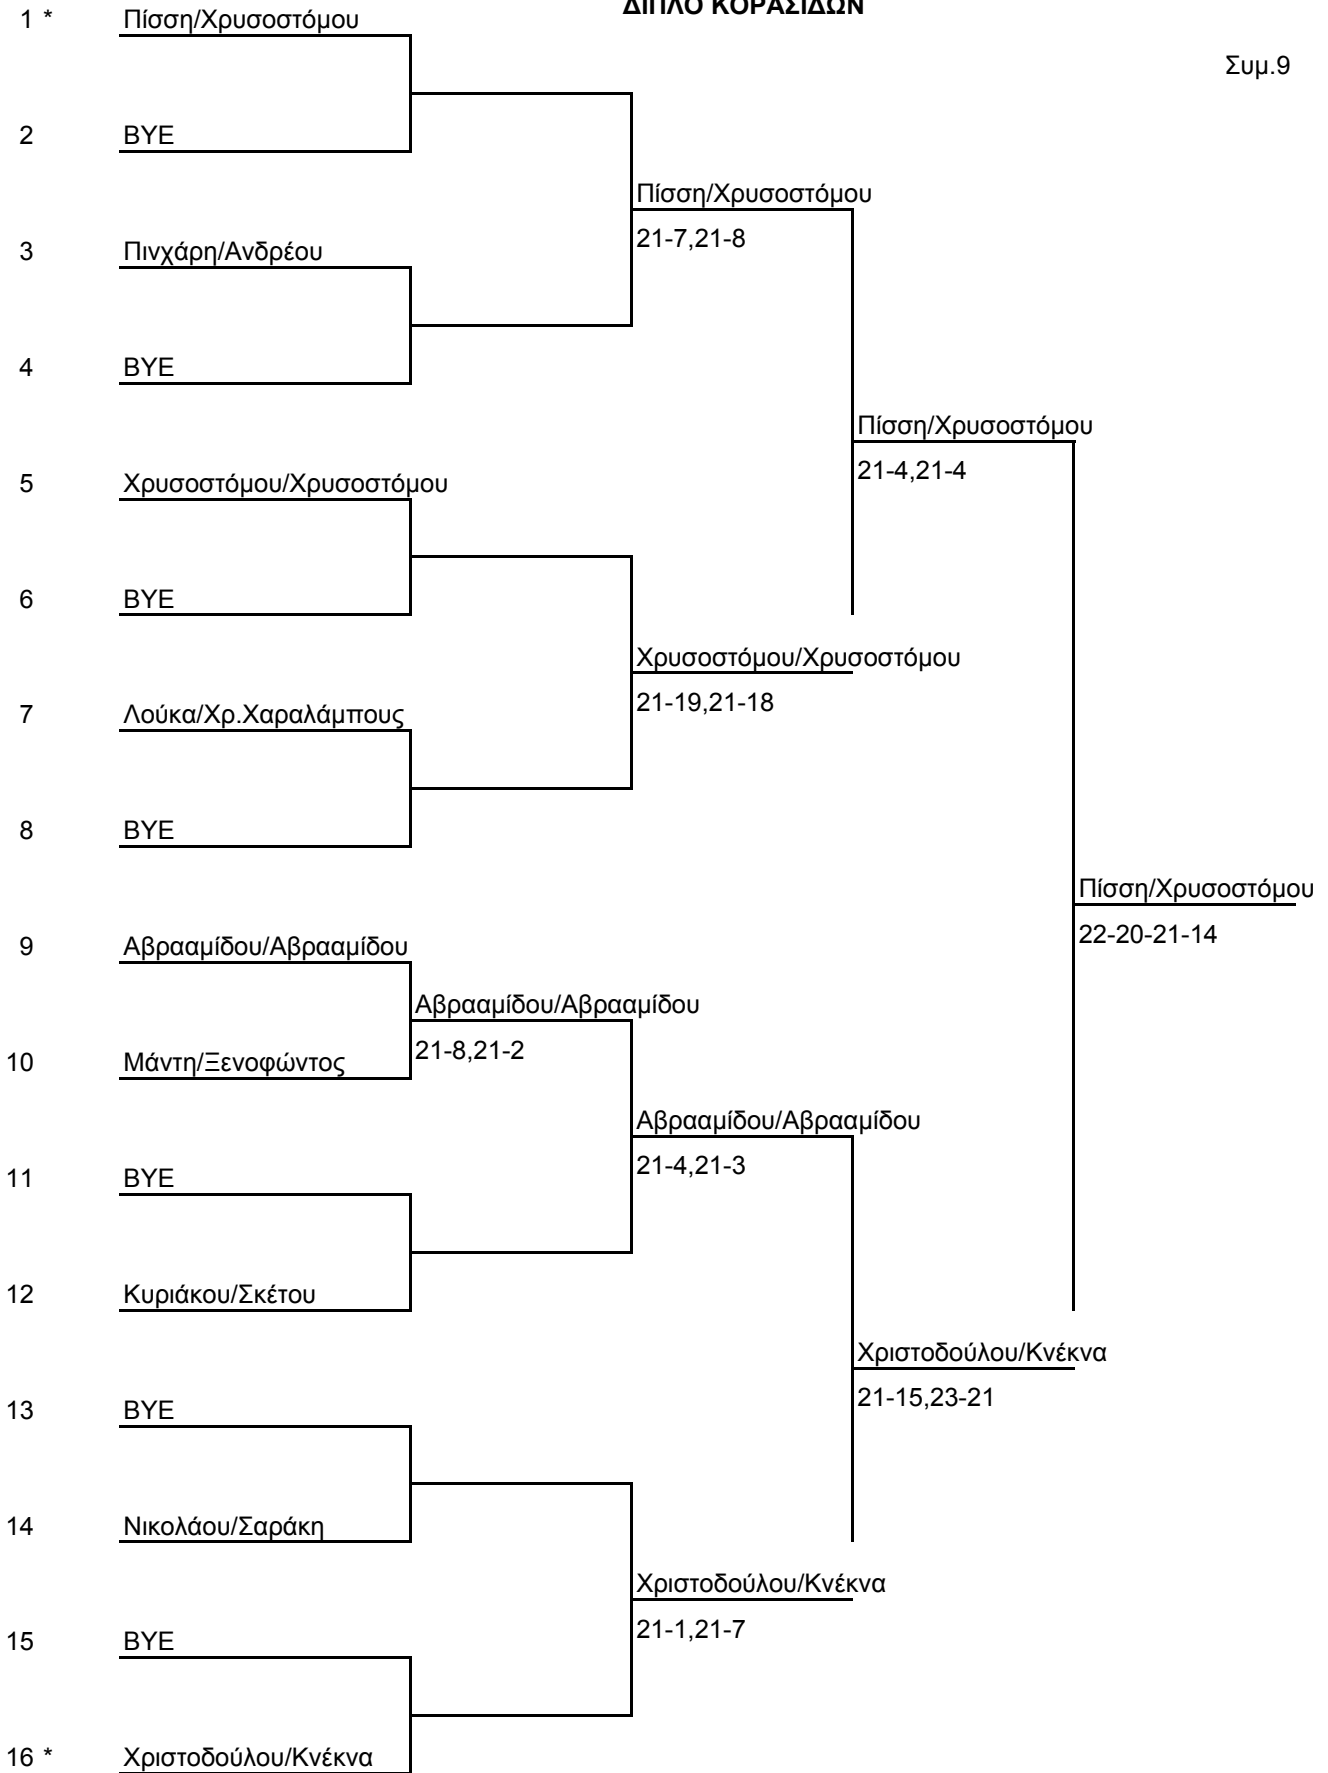 ΔΙΠΛΟ ΚΟΡΑΣΙΔΩΝ
1 * Πίσση/Χρυσοστόμου
Συμ.9
2 BYE
Πίσση/Χρυσοστόμου
21-7,21-8
3 Πινχάρη/Ανδρέου
4 BYE
Πίσση/Χρυσοστόμου
21-4,21-4
5 Χρυσοστόμου/Χρυσοστόμου
6 BYE
Χρυσοστόμου/Χρυσοστόμου
21-19,21-18
7 Λούκα/Χρ.Χαραλάμπους
8 BYE
Πίσση/Χρυσοστόμου
22-20-21-14
9 Αβρααμίδου/Αβρααμίδου
Αβρααμίδου/Αβρααμίδου
21-8,21-2
10 Μάντη/Ξενοφώντος
Αβρααμίδου/Αβρααμίδου
21-4,21-3
11 BYE
12 Κυριάκου/Σκέτου
Χριστοδούλου/Κνέκνα
21-15,23-21
13 BYE
14 Νικολάου/Σαράκη
Χριστοδούλου/Κνέκνα
21-1,21-7
15 BYE
16 * Χριστοδούλου/Κνέκνα